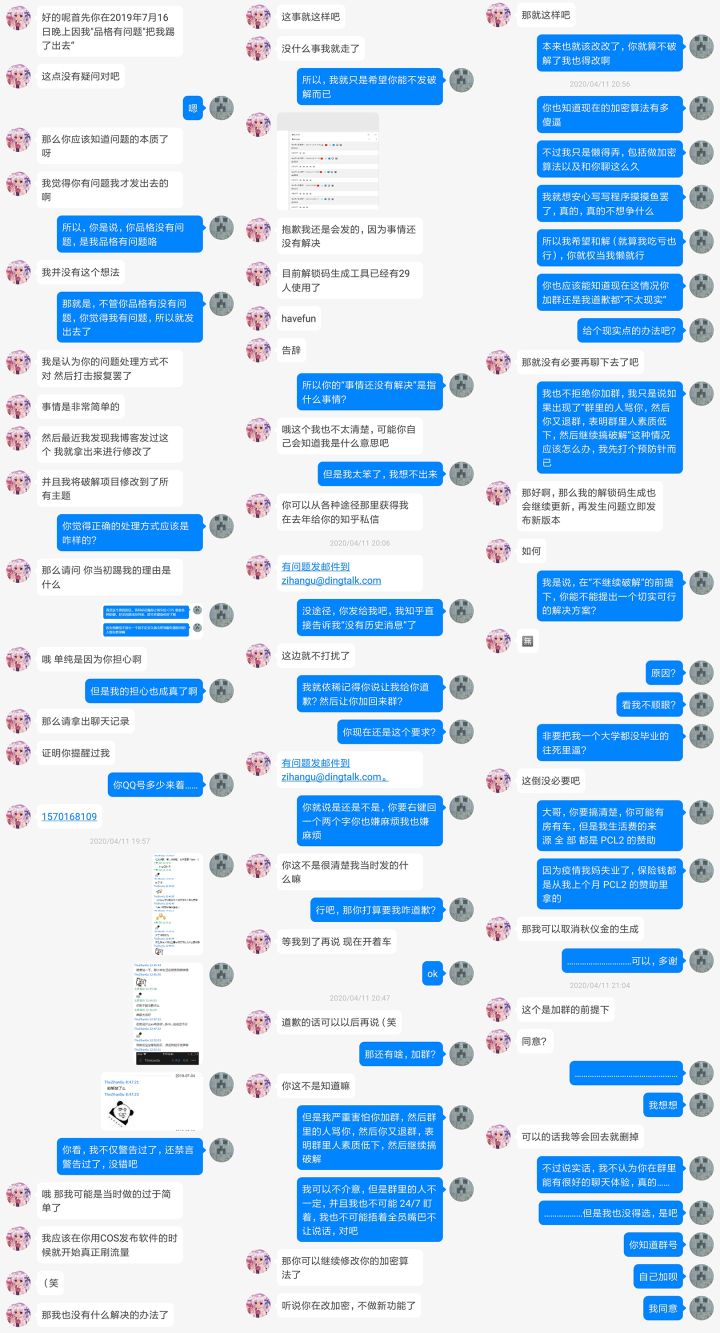 好的呢首先你在2019年7月16
日晚上因我"品格有问题"把我踢
了出去“
这点没有疑问对吧
嗯
那么你应该知道问题的本质了
呀
我觉得你有问题我才发出去的
啊
所以，你是说，你品格没有问
题，是我品格有问题咯
我并没有这个想法
那就是，不管你品格有没有问
题，你觉得我有问题，所以就发
出去了
我是认为你的问题处理方式不
对 然后打击报复罢了
事情是非常简单的
然后最近我发现我博客发过这
个 我就拿出来进行修改了
并且我将破解项目修改到了所
有主题
你觉得正确的处理方式应该是
咋样的？
那么请问 你当初踢我的理由是
什么
哦 单纯是因为你担心啊
但是我的担心也成真了啊
那么请拿出聊天记录
证明你提醒过我
你QQ号多少来着......
1570168109
2020/04/11 19:57
你看，我不仅警告过了，还禁言
警告过了，没错吧
哦 那我可能是当时做的过于简
单了
我应该在你用COS发布软件的时
候就开始真正刷流量
（笑
那我也没有什么解决的办法了
这事就这样吧
没什么事我就走了
所以，我就只是希望你能不发破
解而已
抱歉我还是会发的，因为事情还
没有解决
目前解锁码生成工具已经有29
人使用了
havefun
告辞
所以你的“事情还没有解决”是指
什么事情？
哦这个我也不太清楚，可能你自
己会知道我是什么意思吧
但是我太笨了，我想不出来
你可以从各种途径那里获得我
在去年给你的知乎私信
2020/04/11 20:06
有问题发邮件到
zihangu@dingtalk.com
没途径，你发给我吧，我知乎直
接告诉我“没有历史消息”了
这边就不打扰了
我就依稀记得你说让我给你道
歉？然后让你加回来群？
你现在还是这个要求？
有问题发邮件到
zihangu@dingtalk.com。
你就说是还是不是，你要右键回
一个两个字你也嫌麻烦我也嫌
麻烦
你这不是很清楚我当时发的什
么嘛
行吧，那你打算要我咋道歉？
等我到了再说 现在开着车
ok
2020/04/11 20:47
道歉的话可以以后再说（笑
那还有啥，加群？
你这不是知道嘛
但是我严重害怕你加群，然后群
里的人骂你，然后你又退群，表
明群里人素质低下，然后继续搞
破解
我可以不介意，但是群里的人不
一定，并且我也不可能 24/7 盯
着，我也不可能捂着全员嘴巴不
让说话，对吧
那你可以继续修改你的加密算
法了
听说你在改加密，不做新功能了
那就这样吧
本来也就该改改了，你就算不破
解了我也得改啊
2020/04/11 20:56
你也知道现在的加密算法有多
傻逼
不过我只是懒得弄，包括做加密
算法以及和你聊这么久
我就想安心写写程序摸摸鱼罢
了，真的，真的不想争什么
所以我希望和解（就算我吃亏也
行），你就权当我懒就行
你也应该能知道现在这情况你
加群还是我道歉都“不太现实”
给个现实点的办法吧？
那就没有必要再聊下去了吧
我也不拒绝你加群，我只是说如
果出现了“群里的人骂你，然后
你又退群，表明群里人素质低
下，然后继续搞破解”这种情况
应该怎么办，我先打个预防针而
已
那好啊，那么我的解锁码生成也
会继续更新，再发生问题立即发
布新版本
如何
我是说，在“不继续破解”的前提
下，你能不能提出一个切实可行
的解决方案？
無
原因？
看我不顺眼？
非要把我一个大学都没毕业的
往死里逼？
这倒没必要吧
大哥，你要搞清楚，你可能有
房有车，但是我生活费的来
源 全 部 都是 PCL2 的赞助
因为疫情我妈失业了，保险钱都
是从我上个月 PCL2 的赞助里
拿的
那我可以取消秋仪金的生成
..............................可以，多谢
2020/04/11 21:04
这个是加群的前提下
同意？
................................................
我想想
可以的话我等会回去就删掉
不过说实话，我不认为你在群里
能有很好的聊天体验，真的......
..................但是我也没得选，是吧
你知道群号
自己加呗
我同意